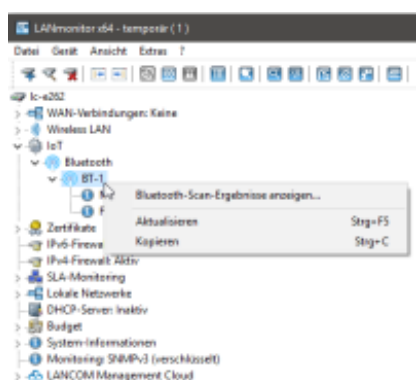 LANmonitor x64 - temporär ( 1 )
Datei Gerät Ansicht Extras ?
lc-e262
WAN-Verbindungen: Keine
Wireless LAN
IoT
Bluetooth
BT-1
Bluetooth-Scan-Ergebnisse anzeigen...
Aktualisieren Strg+F5
Kopieren Strg+C
Zertifikate
IPv6-Firewa
IPv4-Firewall: Aktiv
SLA-Monitoring
Lokale Netzwerke
DHCP-Server: Inaktiv
Budget
System-Informationen
Monitoring: SNMPv3 (verschlüsselt)
LANCOM Management Cloud